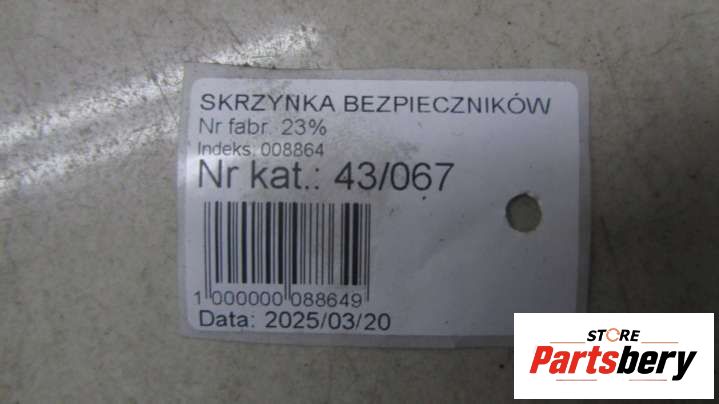 SKRZYNKA BEZPIECZNIKÓW
Nr fabr. 23%
Indeks: 008864
Nr kat.: 43/067
1 000000 088649
Data: 2025/03/20
STORE
Partsbery